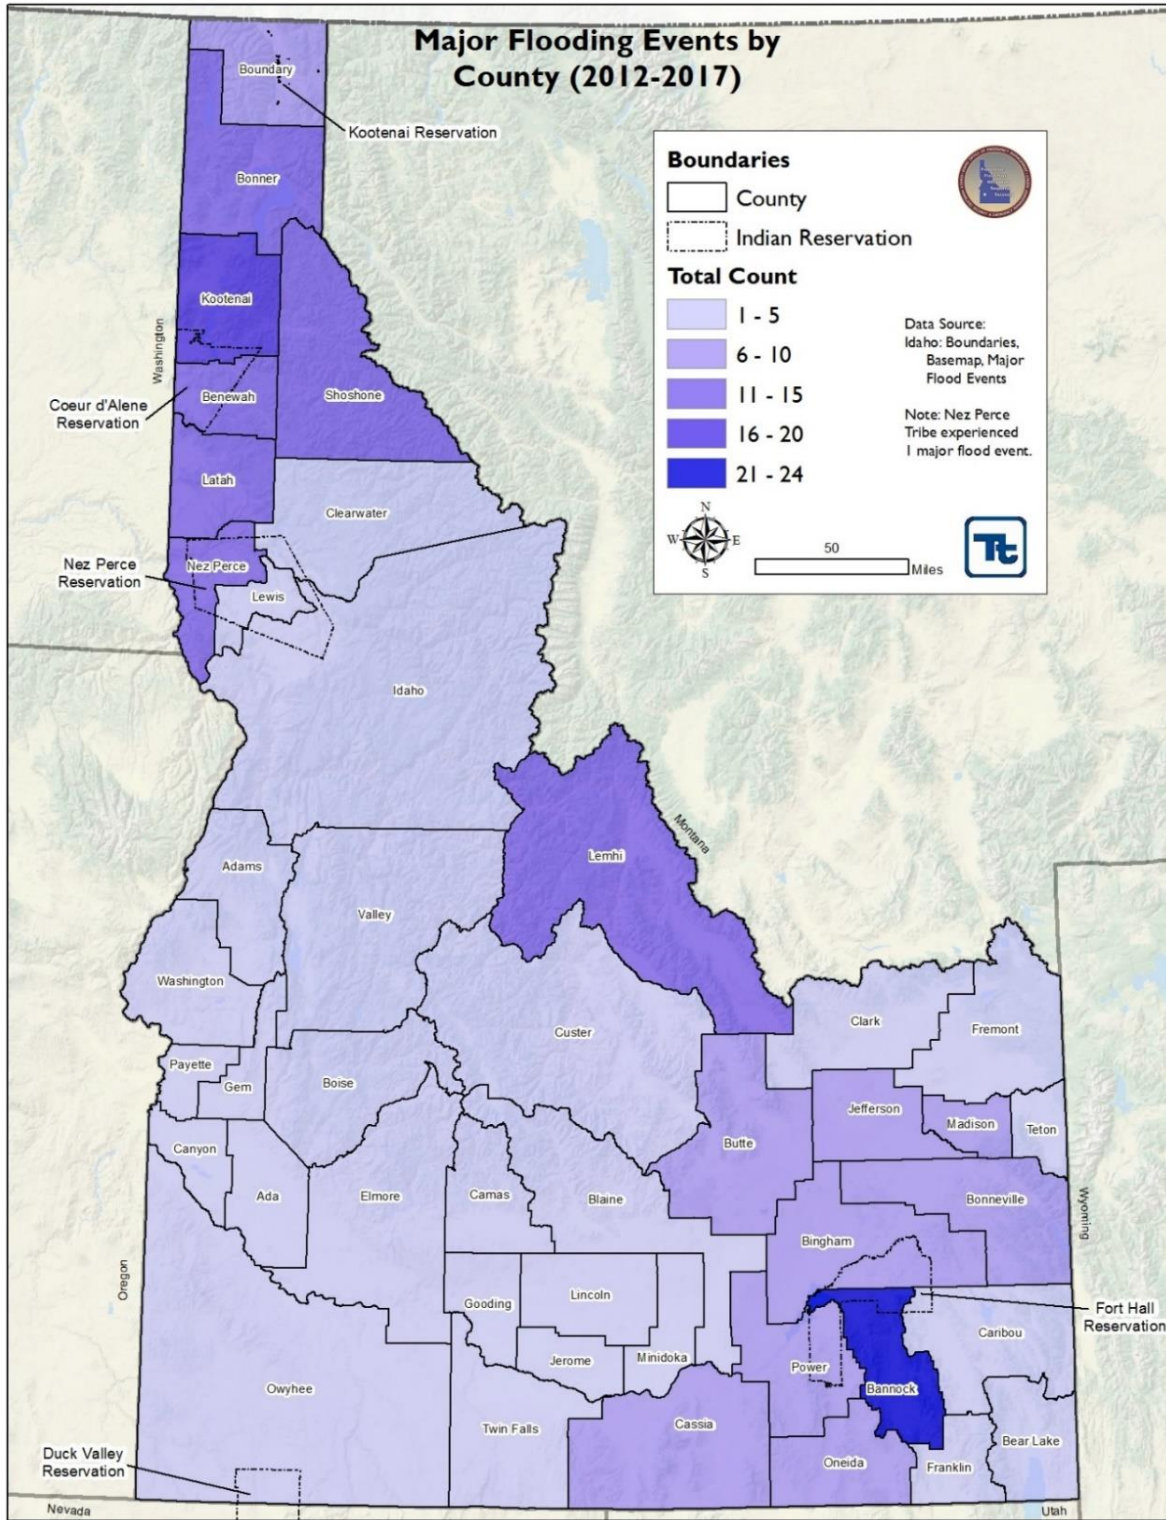 Major Flooding Events by
County (2012-2017)
Boundary
Kootenai Reservation
Bonner
Kootenai
Washington
Coeur d'Alene
Reservation
Benewah
Shoshone
Latah
Clearwater
Nez Perce
Reservation
Nez Perce
Lewis
Idaho
Boundaries
County
Indian Reservation
Total Count
1 - 5
6 - 10
11 - 15
16 - 20
21 - 24
Data Source:
Idaho: Boundaries,
Basemap, Major
Flood Events
Note: Nez Perce
Tribe experienced
1 major flood event.
N
W
E
S
50
Miles
Tt
Montana
Lemhi
Adams
Valley
Washington
Custer
Clark
Fremont
Payette
Gem
Boise
Jefferson
Madison
Teton
Butte
Canyon
Ada
Elmore
Camas
Blaine
Bonneville
Wyoming
Bingham
Oregon
Gooding
Lincoln
Fort Hall
Reservation
Caribou
Jerome
Minidoka
Power
Bannock
Owyhee
Twin Falls
Cassia
Bear Lake
Duck Valley
Reservation
Oneida
Franklin
Nevada
Utah